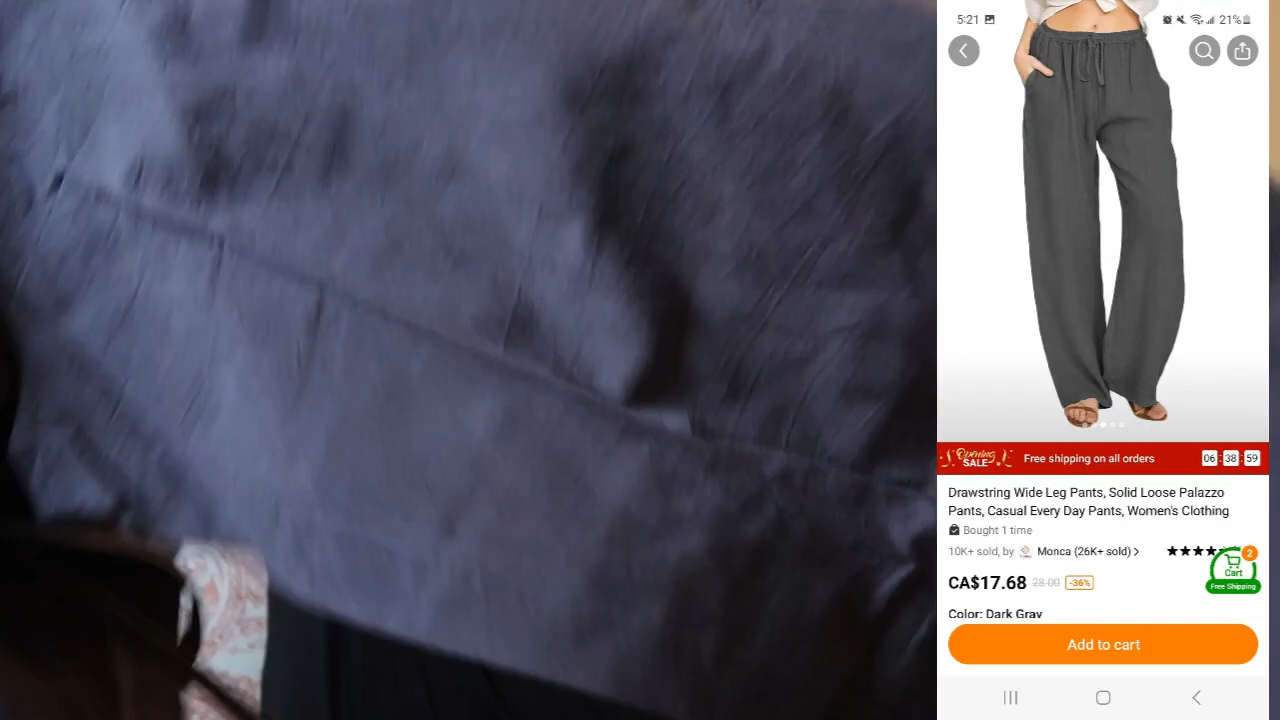 5:21
21%
Opening
SALE
Free shipping on all orders
06:38:59
Drawstring Wide Leg Pants, Solid Loose Palazzo
Pants, Casual Every Day Pants, Women's Clothing
Bought 1 time
10K+ sold, by Monca (26K+ sold)
2
Cart
Free Shipping
CA$17.68 28.00 -36%
Color: Dark Gray
Add to cart